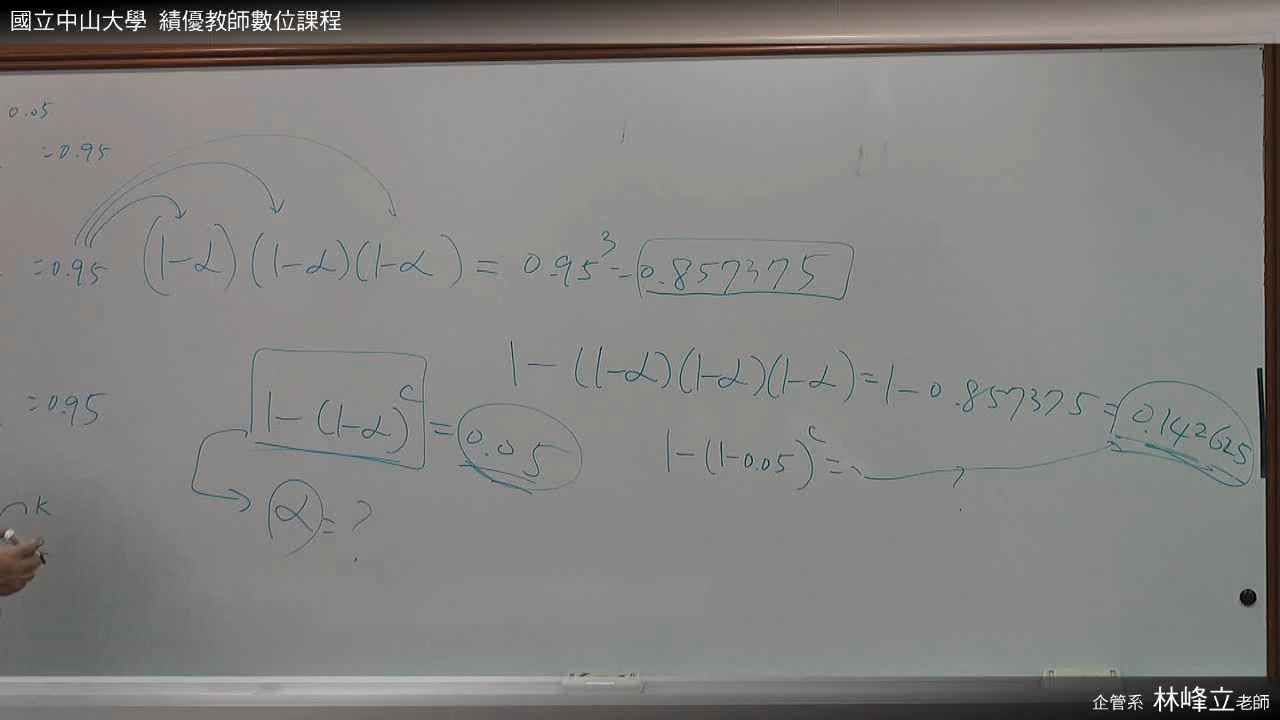 國立中山大學 績優教師數位課程
0.05
=0.95
=0.95 (1-α)(1-α)(1-α) = 0.95³ = 0.857375
1-(1-α)(1-α)(1-α) = 1-0.857375 = 0.142625
=0.95 1-(1-α)^c = 0.05
1-(1-0.05)^c = ?
α = ?
K
企管系 林峰立老師